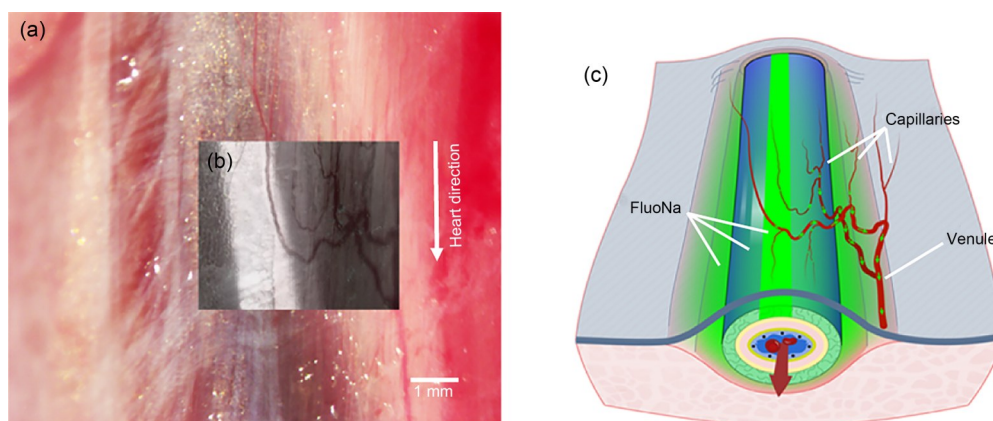 (a)
(b)
Heart direction
1 mm
(c)
Capillaries
FluoNa
Venule